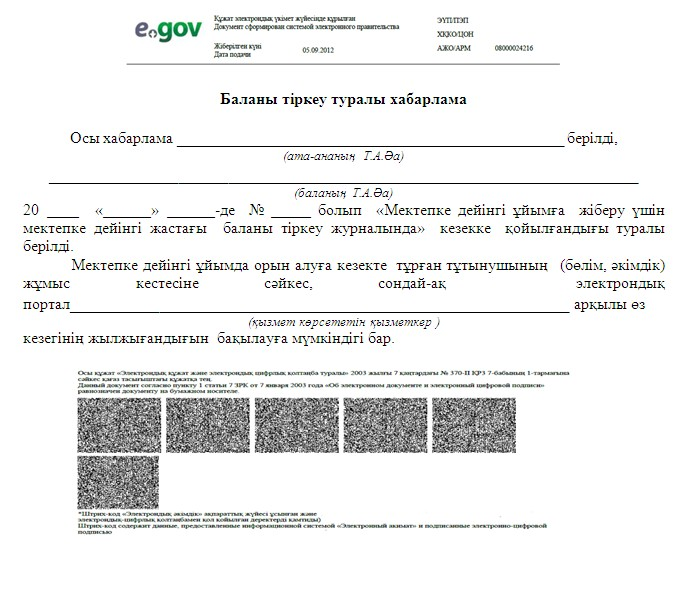 e.gov
Құжат электрондық үкімет жүйесінде құрылған
Документ сформирован системой электронного правительства
Жіберілген күні
Дата подачи
05.09.2012
ЭҮП/ПЭП
ХҚКО/ЦОН
АЖО/АРМ 08000024216
Баланы тіркеу туралы хабарлама
Осы хабарлама ____________________________________________________ берілді,
(ата-ананың Т.А.Әа)
_______________________________________________________________________________
(баланың Т.А.Әа)
20 ____ «______» ______-де № _____ болып «Мектепке дейінгі ұйымға жіберу үшін
мектепке дейінгі жастағы баланы тіркеу журналында» кезекке қойылғандығы туралы
берілді.
Мектепке дейінгі ұйымда орын алуға кезекте тұрған тұтынушының (бөлім, әкімдік)
жұмыс кестесіне сәйкес, сондай-ақ электрондық
портал___________________________________________________________________ арқылы өз
(қызмет көрсететін қызметкер )
кезегінің жылжығандығын бақылауға мүмкіндігі бар.
Осы құжат «Электрондық құжат және электрондық цифрлық қолтаңба туралы» 2003 жылғы 7 қаңтардағы № 370-II ҚРЗ 7-бабының 1-тармағына
сәйкес қағаз тасығыштағы құжатқа тең.
Данный документ согласно пункту 1 статьи 7 ЗРК от 7 января 2003 года «Об электронном документе и электронный цифровой подписи»
равнозначен документу на бумажном носителе.
*Штрих-код «Электрондық әкімдік» ақпараттық жүйесі ұсынған және
электрондық-цифрлық қолтаңбамен қол қойылған деректерді қамтиды)
Штрих-код содержит данные, предоставленные информационной системой «Электронный акимат» и подписанные электронно-цифровой
подписью